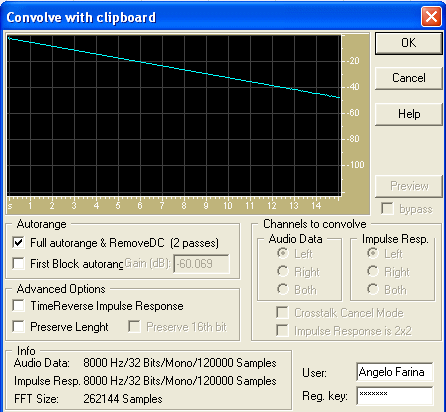 Convolve with clipboard
OK
Cancel
Help
Preview
bypass
-20
-40
-60
-80
-100
s 1 2 3 4 5 6 7 8 9 10 11 12 13 14
Autorange
Full autorange & RemoveDC (2 passes)
First Block autorang Gain (dB): -60.069
Advanced Options
TimeReverse Impulse Response
Preserve Lenght Preserve 16th bit
Channels to convolve
Audio Data Impulse Resp.
Left Left
Right Right
Both Both
Crosstalk Cancel Mode
Impulse Response is 2x2
Info
Audio Data: 8000 Hz/32 Bits/Mono/120000 Samples
Impulse Resp. 8000 Hz/32 Bits/Mono/120000 Samples
FFT Size: 262144 Samples
User: Angelo Farina
Reg. key: *******